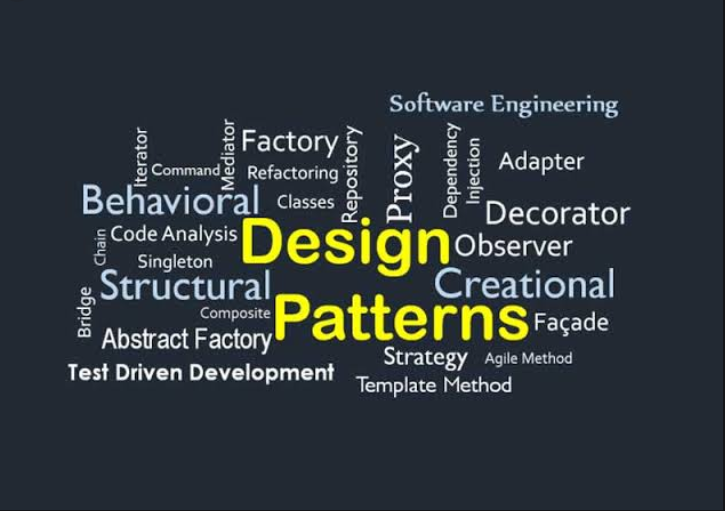 Software Engineering
Iterator
Command
Mediator
Factory
Refactoring
Repository
Proxy
Dependency
Injection
Adapter
Behavioral
Classes
Decorator
Chain
Code Analysis
Design
Observer
Singleton
Structural
Creational
Bridge
Composite
Patterns
Façade
Abstract Factory
Strategy
Agile Method
Test Driven Development
Template Method